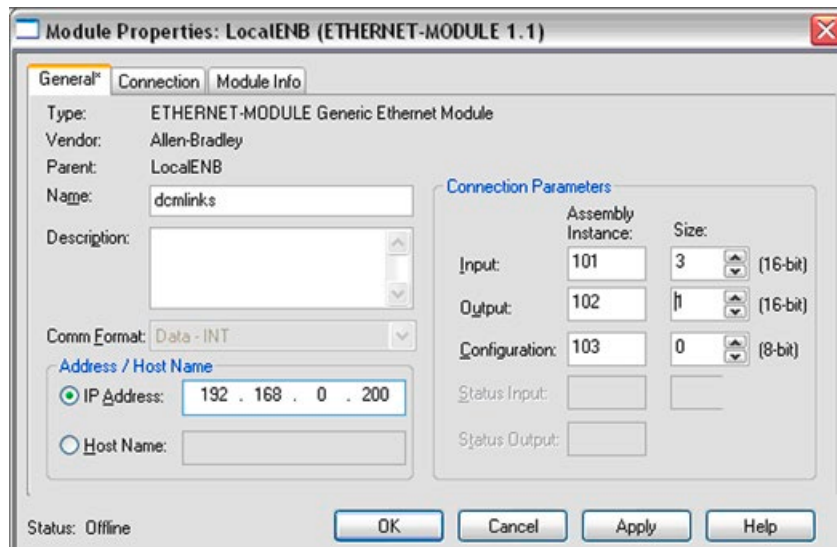 Module Properties: LocalENB (ETHERNET-MODULE 1.1)
General* Connection Module Info
Type: ETHERNET-MODULE Generic Ethernet Module
Vendor: Allen-Bradley
Parent: LocalENB
Name: dcmlinks
Description:
Comm Format: Data - INT
Address / Host Name
IP Address: 192 . 168 . 0 . 200
Host Name:
Connection Parameters
Assembly
Instance: Size:
Input: 101 3 (16-bit)
Output: 102 1 (16-bit)
Configuration: 103 0 (8-bit)
Status Input:
Status Output:
Status: Offline
OK Cancel Apply Help